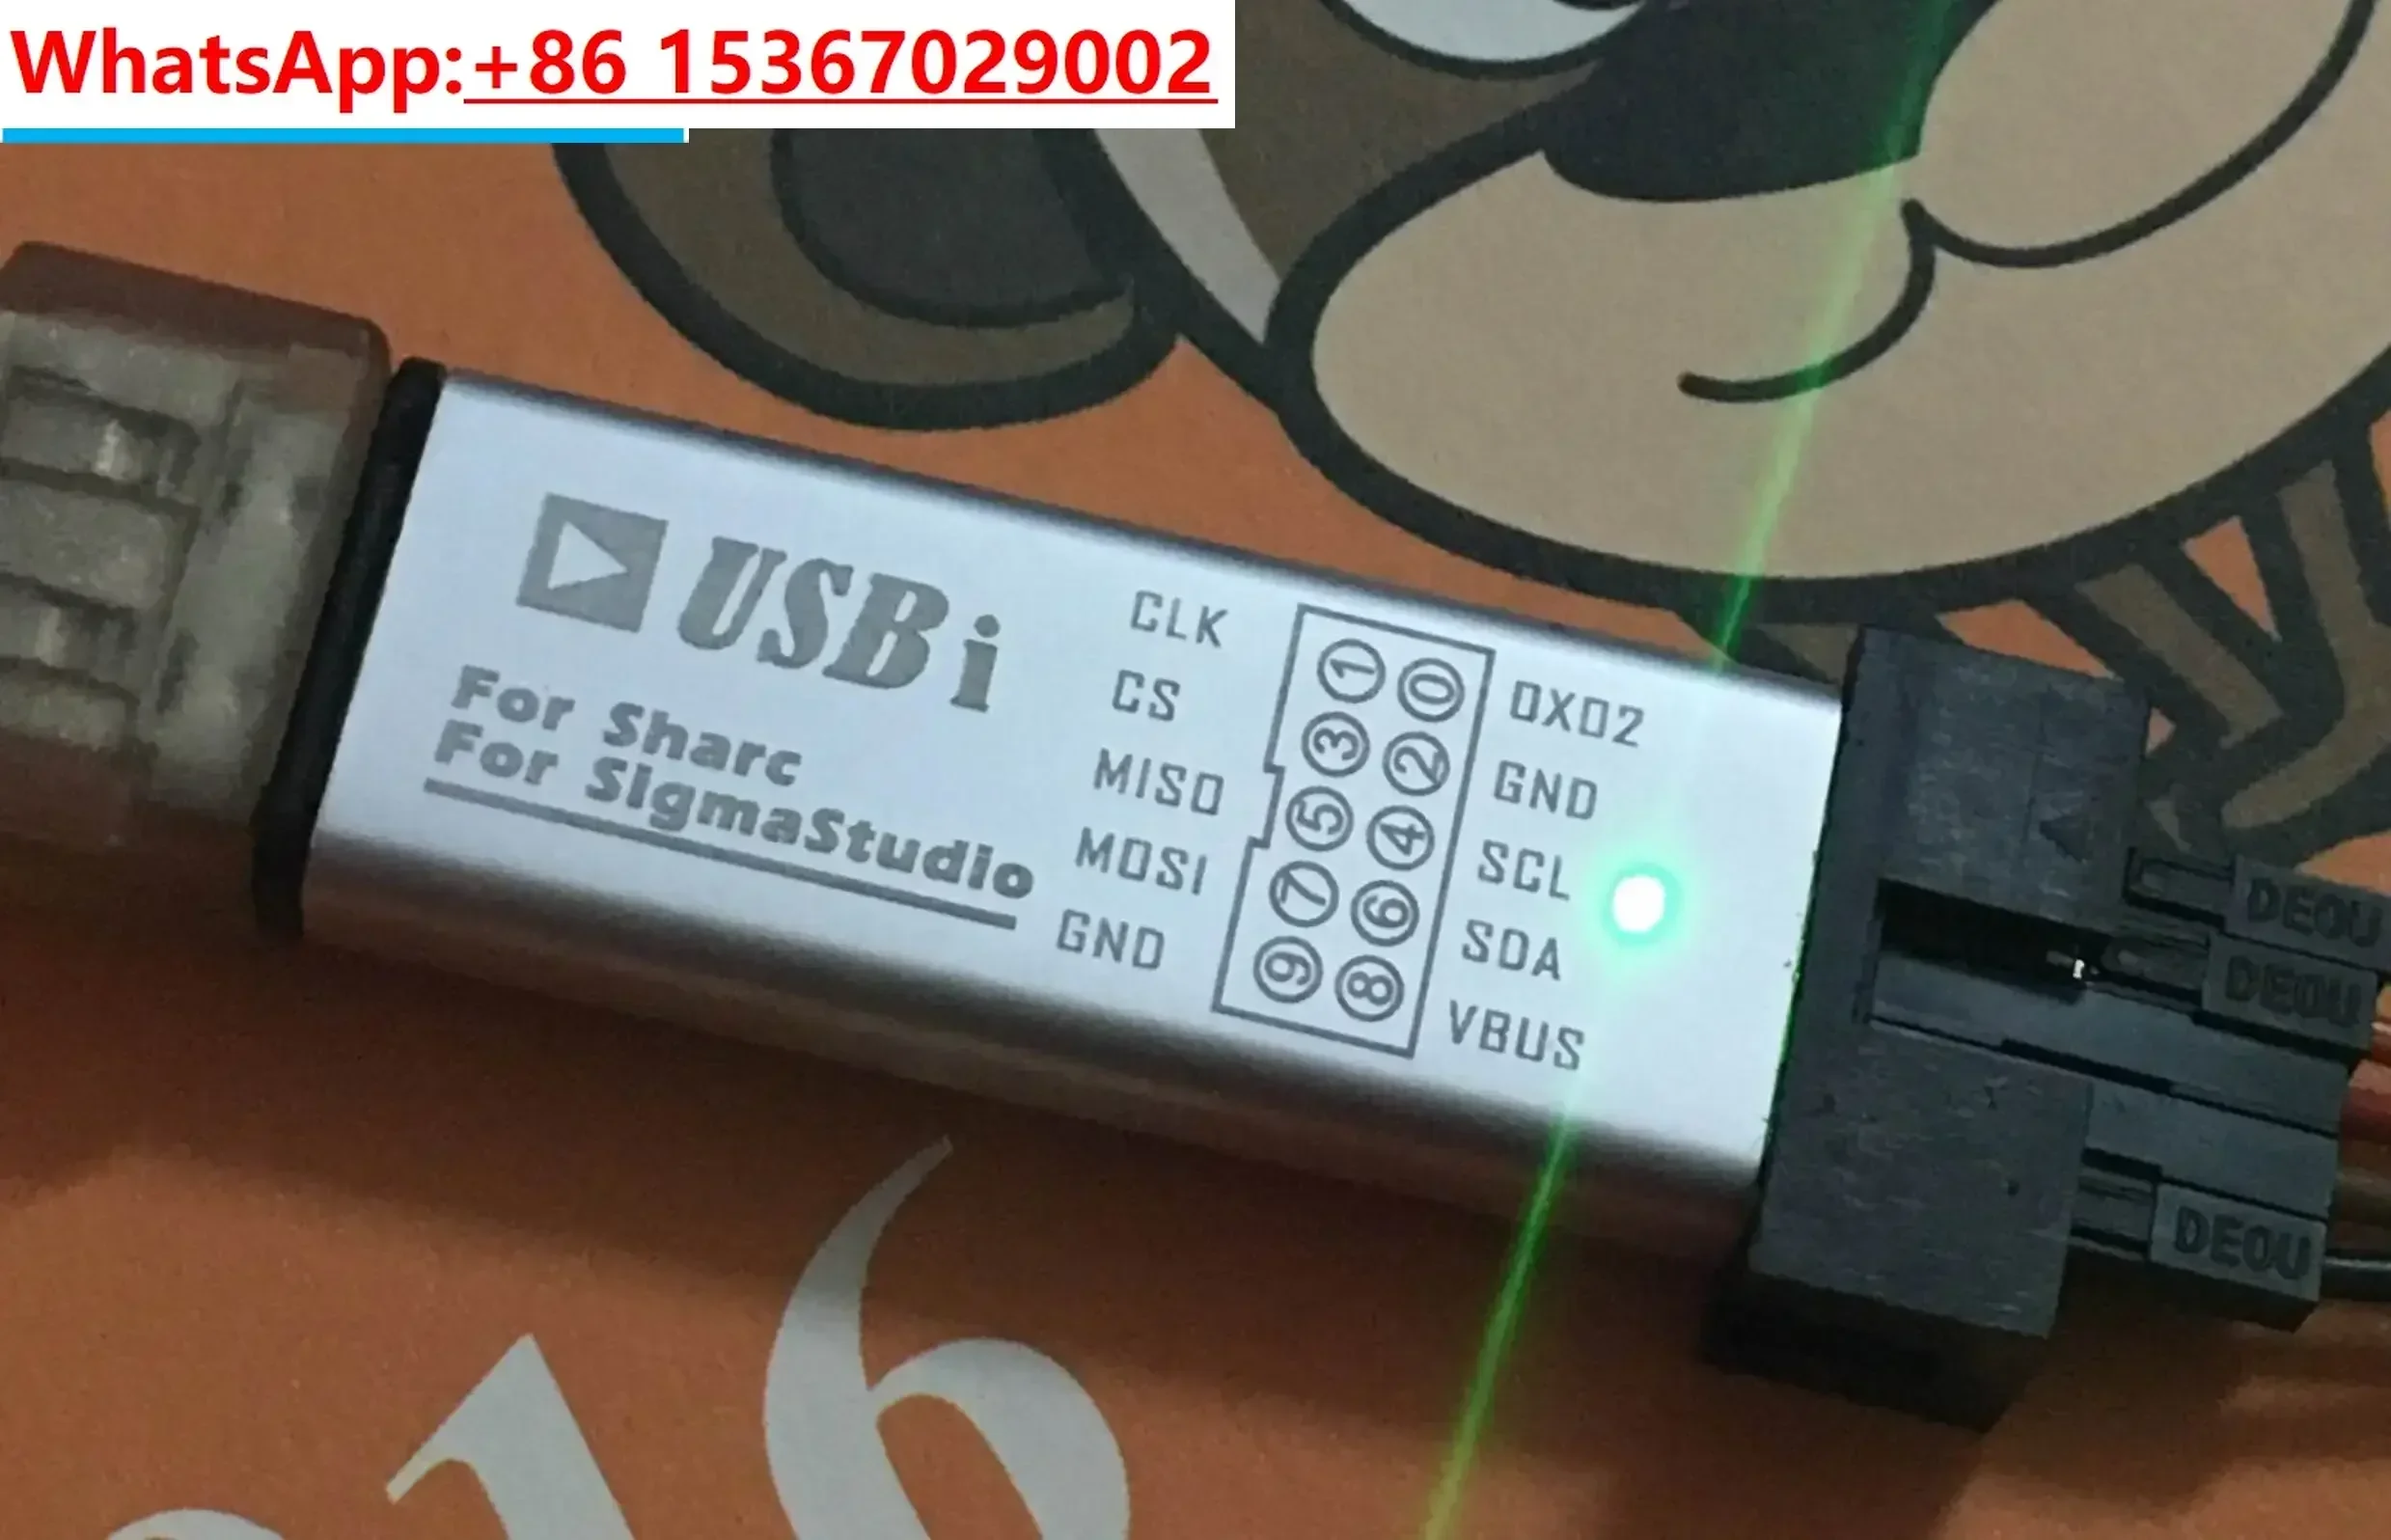 WhatsApp:+86 15367029002
USBi
For Sharc
For SigmaStudio
CLK
CS
MISO
MOSI
GND
1 0
3 2
5 4
7 6
9 8
0X02
GND
SCL
SDA
VBUS
DEOU
DEOU
DEOU
16